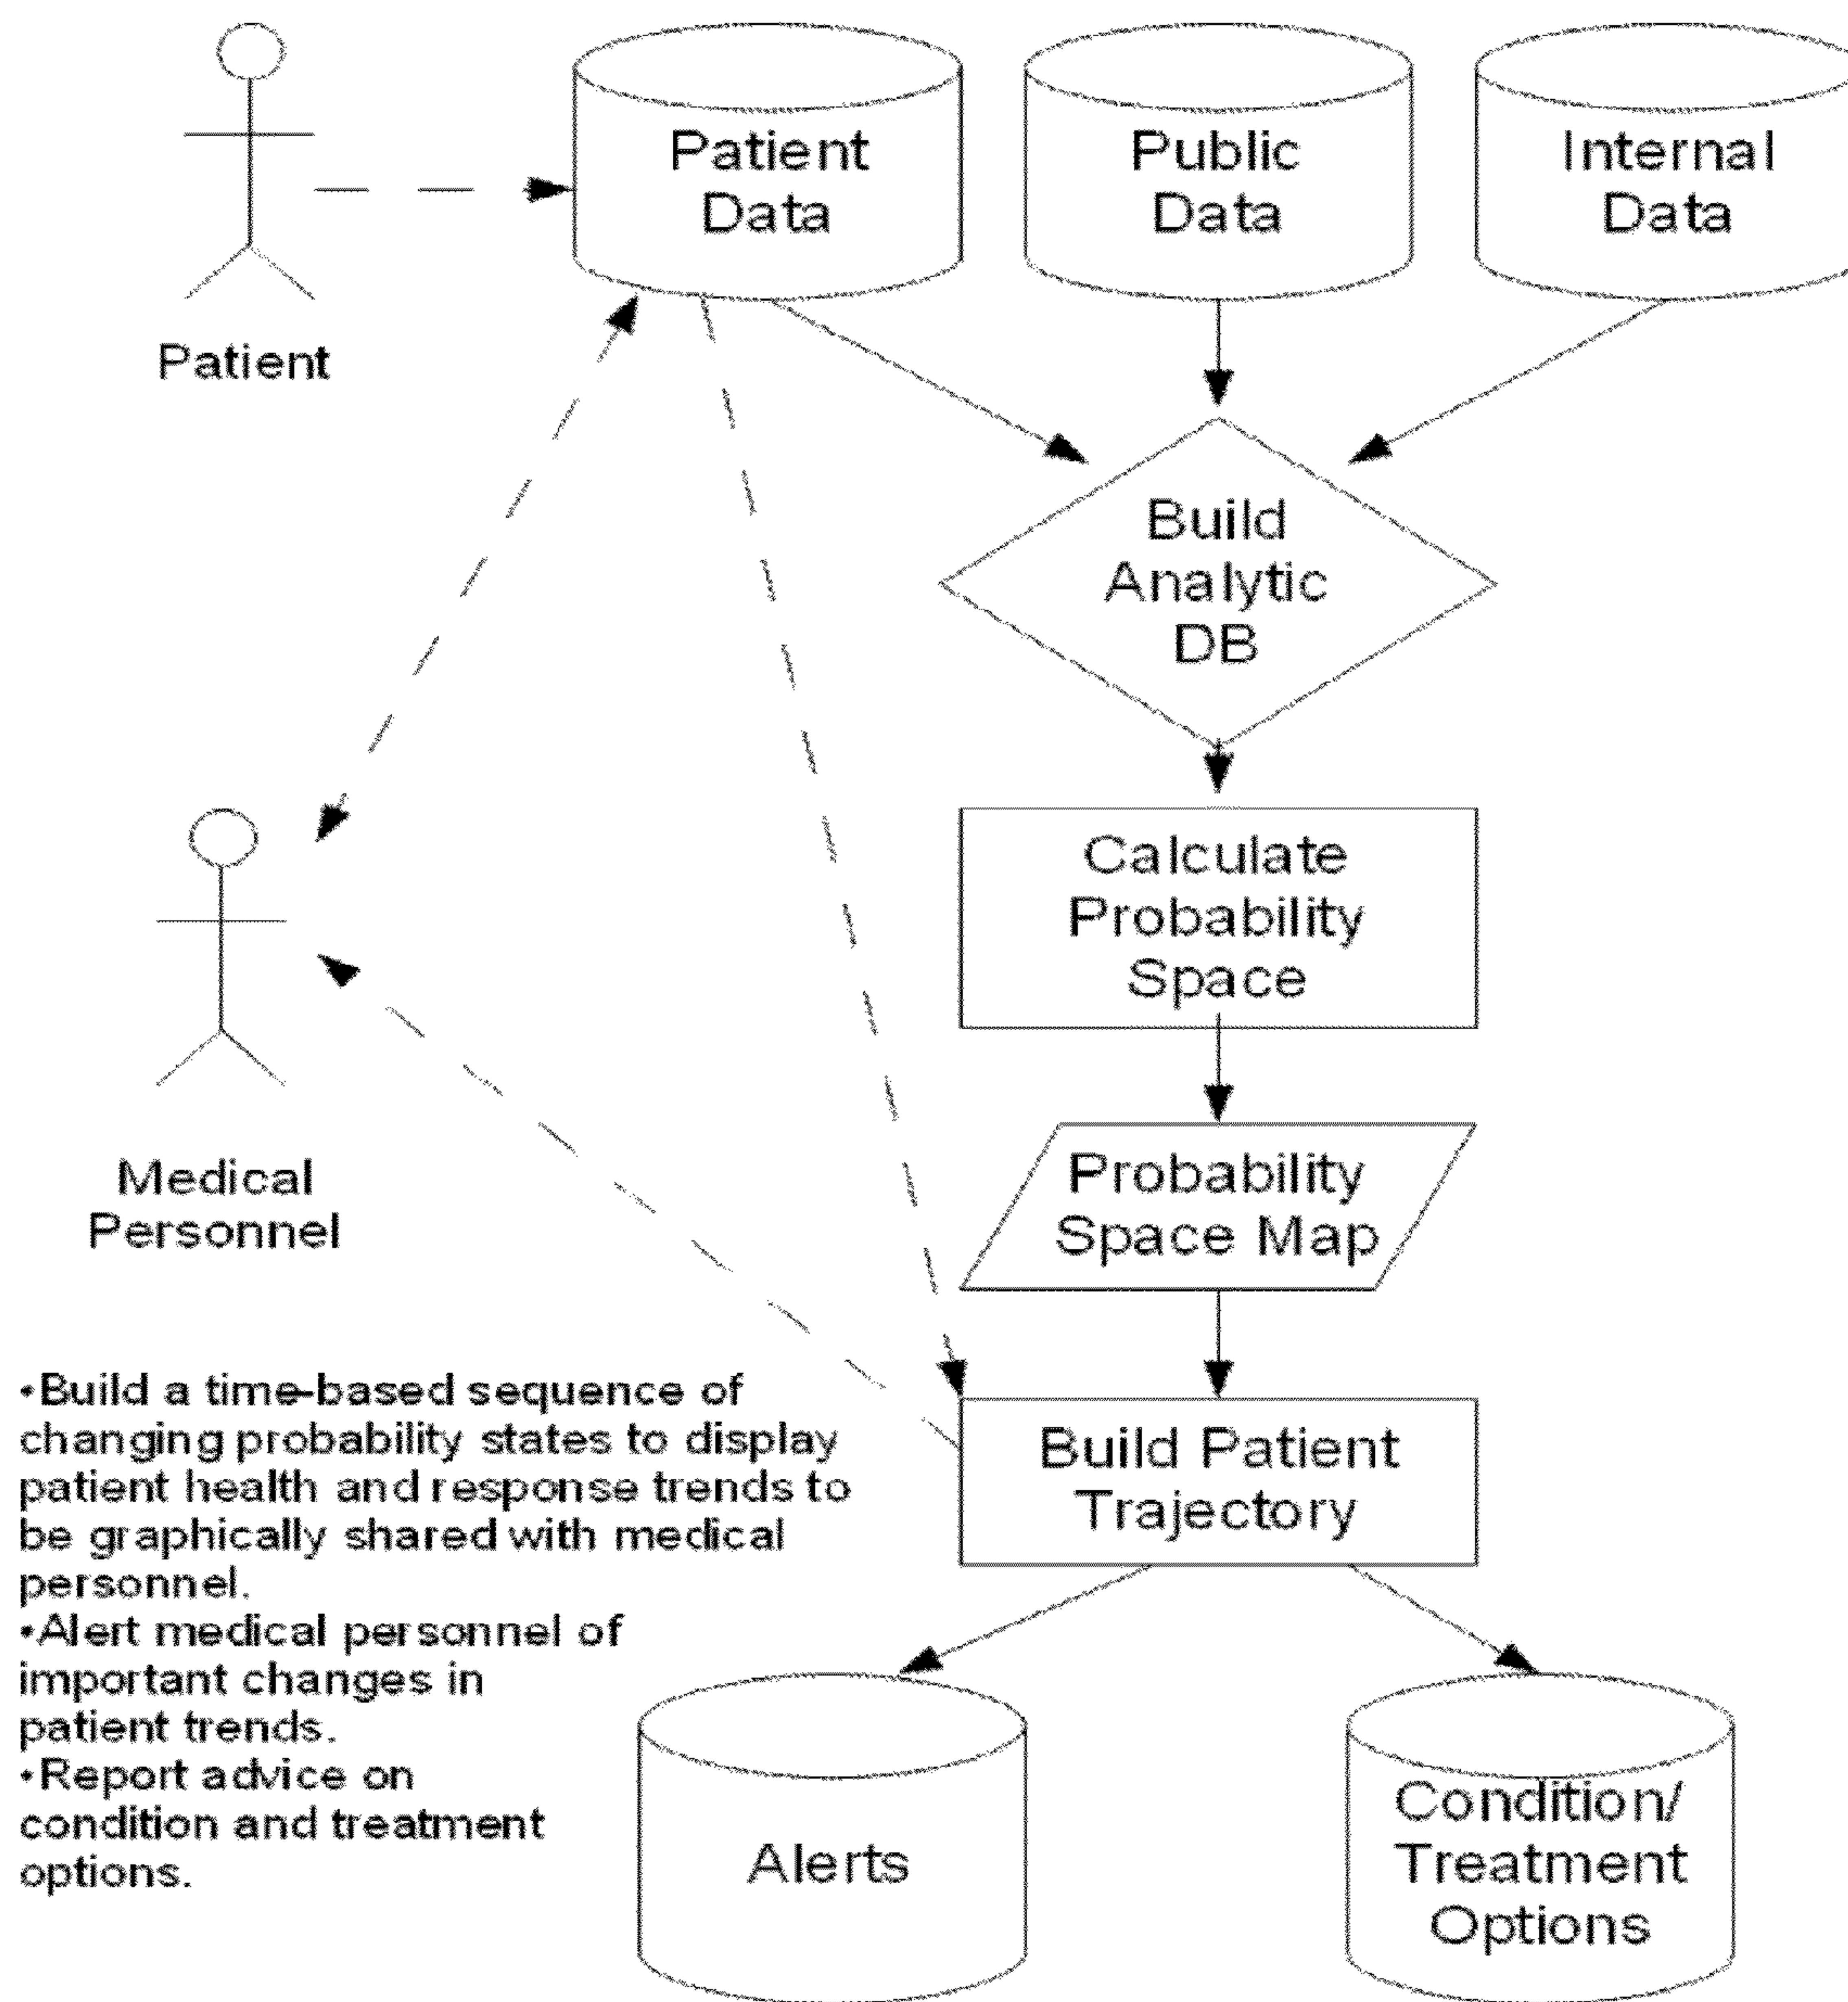 Patient
Data
Public
Data
Internal
Data
Patient
Build
Analytic
DB
Calculate
Probability
Space
Medical
Personnel
Probability
Space Map
•Build a time-based sequence of
changing probability states to display
patient health and response trends to
be graphically shared with medical
personnel.
•Alert medical personnel of
important changes in
patient trends.
•Report advice on
condition and treatment
options.
Build Patient
Trajectory
Alerts
Condition/
Treatment
Options